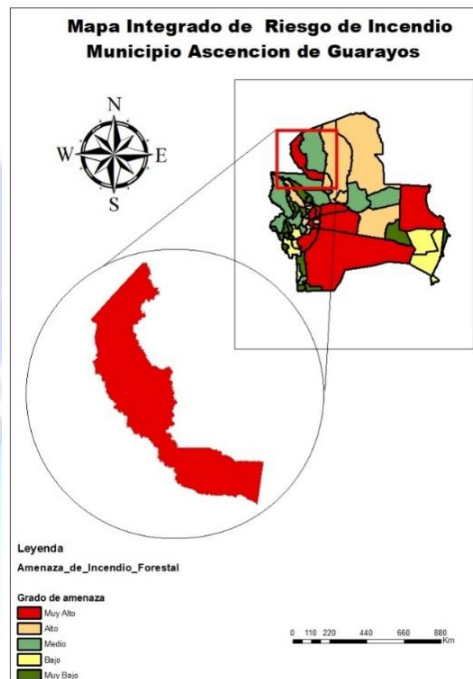 Mapa Integrado de Riesgo de Incendio
Municipio Ascencion de Guarayos
N
W E
S
Leyenda
Amenaza_de_Incendio_Forestal
Grado de amenaza
Muy Alto
Alto
Medio
Bajo
Muy Bajo
0 110 220 440 660 880
Km